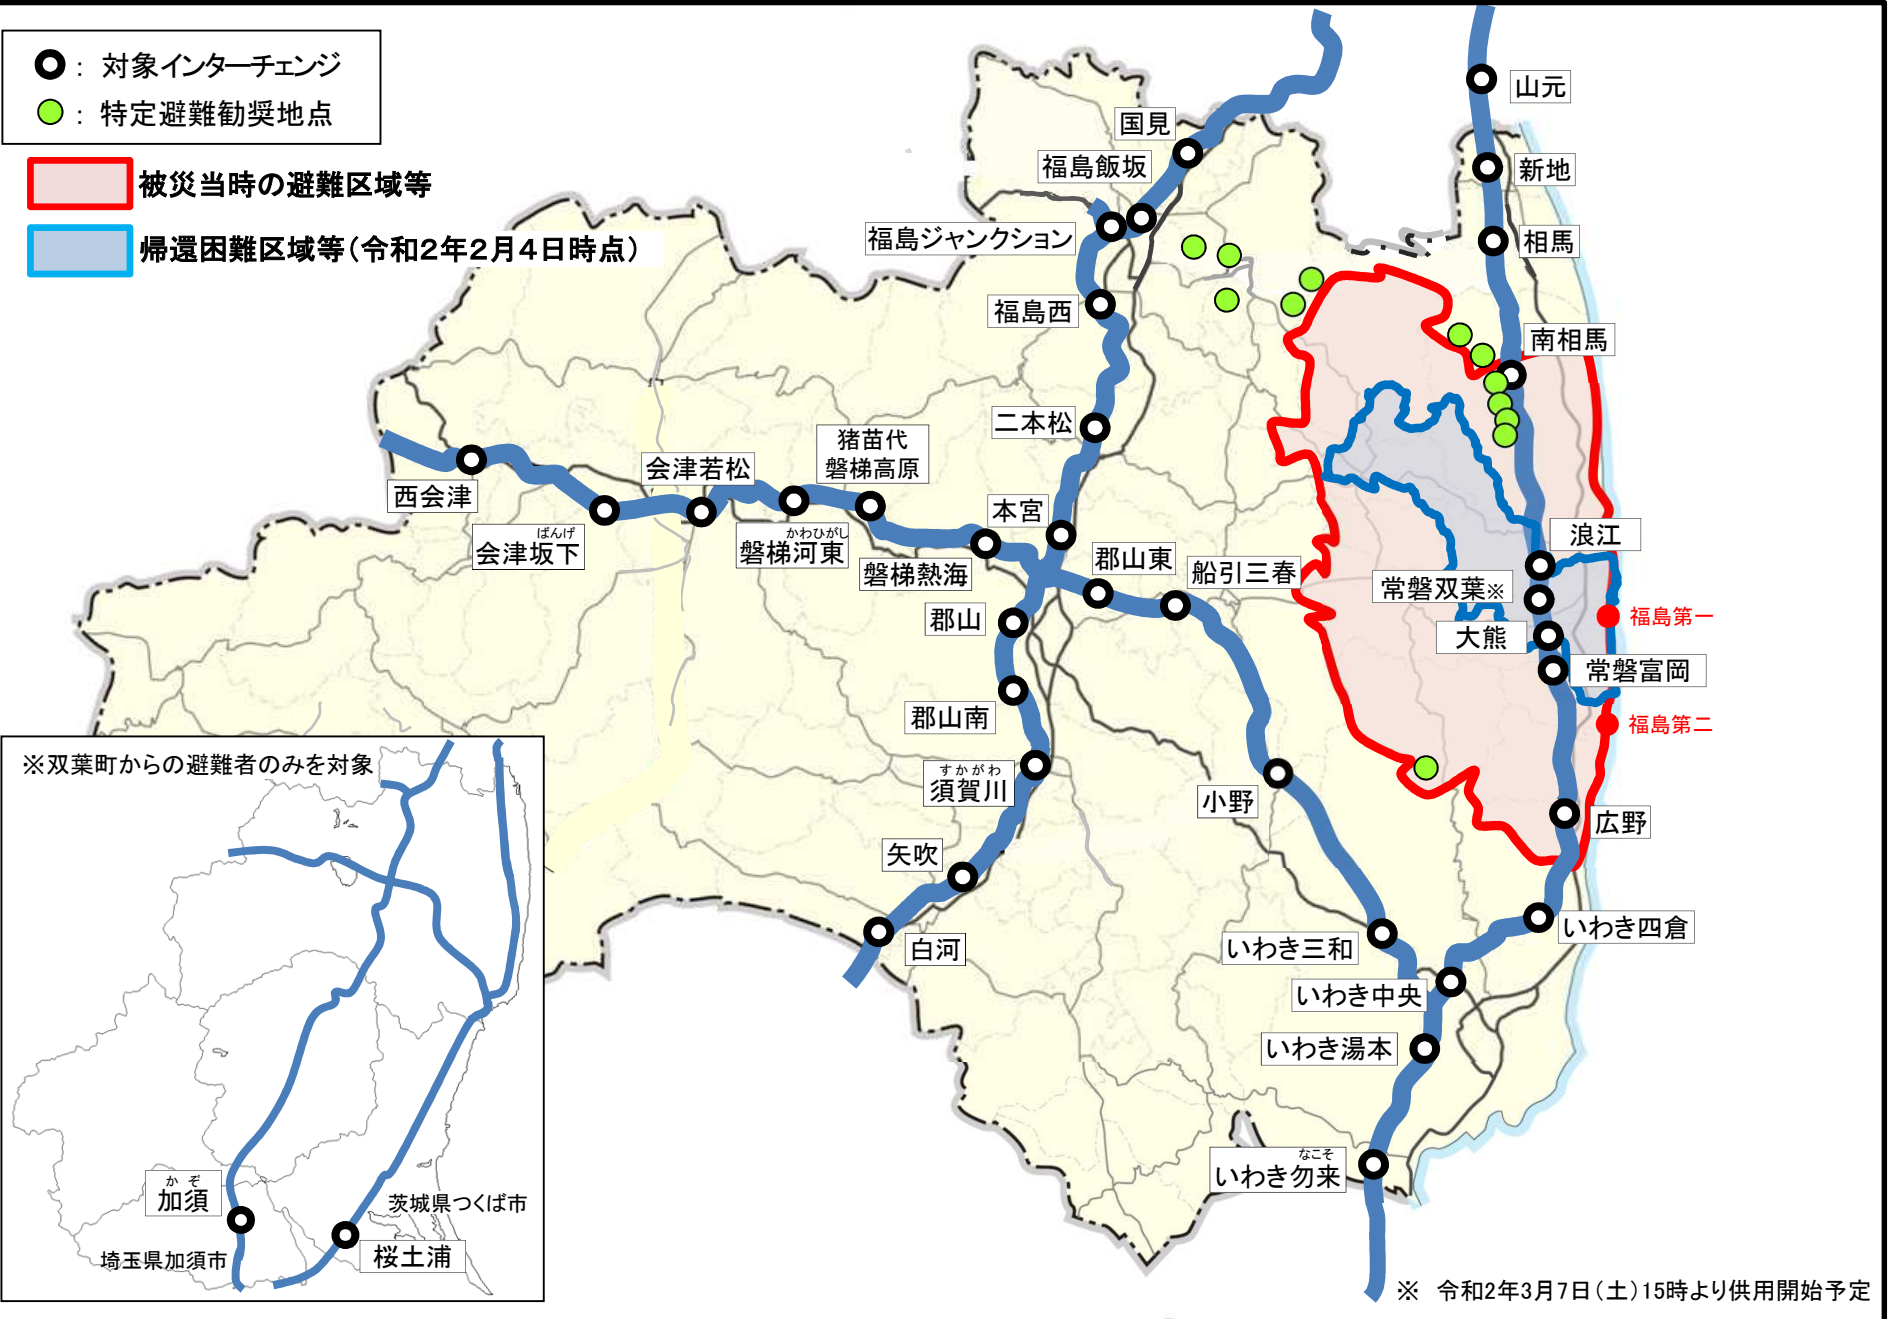 ：対象インターチェンジ
：特定避難勧奨地点
被災当時の避難区域等
帰還困難区域等（令和2年2月4日時点）
山元
国見
新地
福島飯坂
相馬
福島ジャンクション
福島西
南相馬
二本松
猪苗代
磐梯高原
会津若松
西会津
本宮
浪江
ばんげ
会津坂下
かわひがし
磐梯河東
磐梯熱海
郡山東
船引三春
常磐双葉※
郡山
福島第一
大熊
常磐富岡
郡山南
福島第二
すかがわ
須賀川
小野
広野
矢吹
いわき四倉
白河
いわき三和
いわき中央
いわき湯本
なこそ
いわき勿来
※双葉町からの避難者のみを対象
かぞ
加須
茨城県つくば市
埼玉県加須市
桜土浦
※　令和2年3月7日（土）15時より供用開始予定